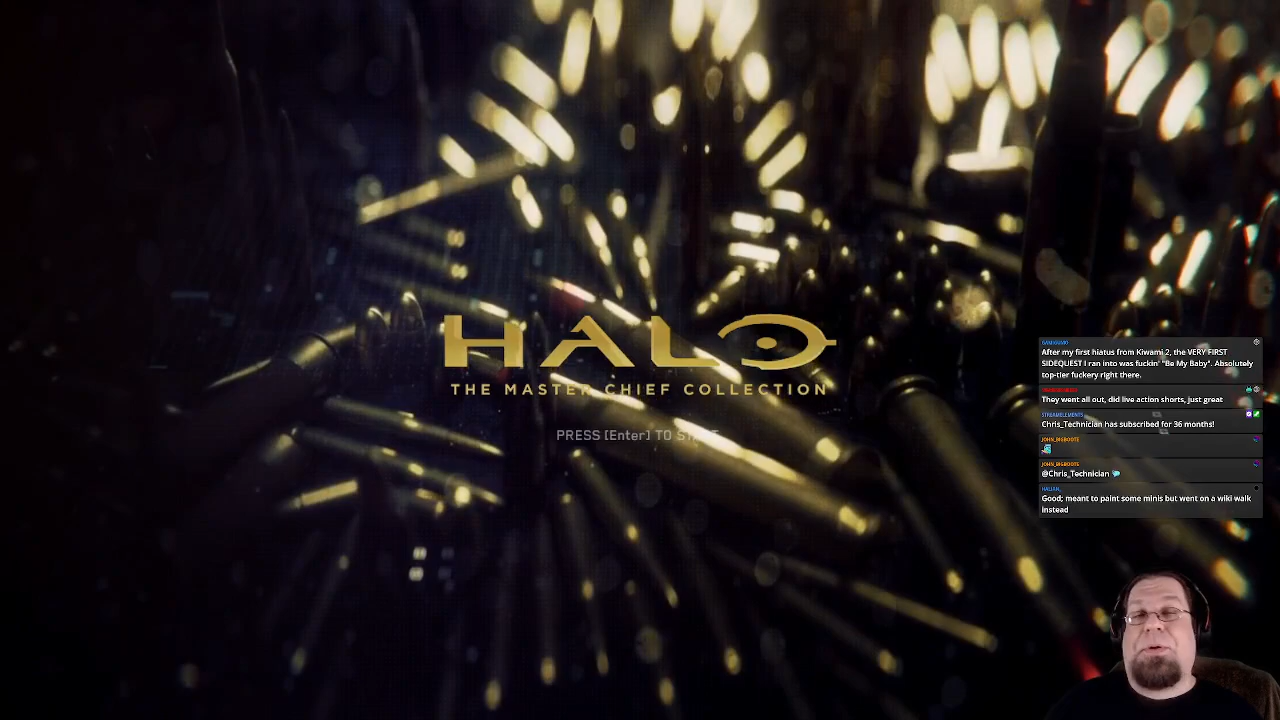 HALO
THE MASTER CHIEF COLLECTION
PRESS [Enter] TO START
After my first hiatus from Kiwami 2, the VERY FIRST
SIDEQUEST I ran into was fuckin' "Be My Baby". Absolutely
top-tier fuckery right there.
They went all out, did live action shorts, just great
STREAMELEMENTS
Chris_Technician has subscribed for 36 months!
JOHN_BIGBOOTE
JOHN_BIGBOOTE
@Chris_Technician
Good; meant to paint some minis but went on a wiki walk
instead